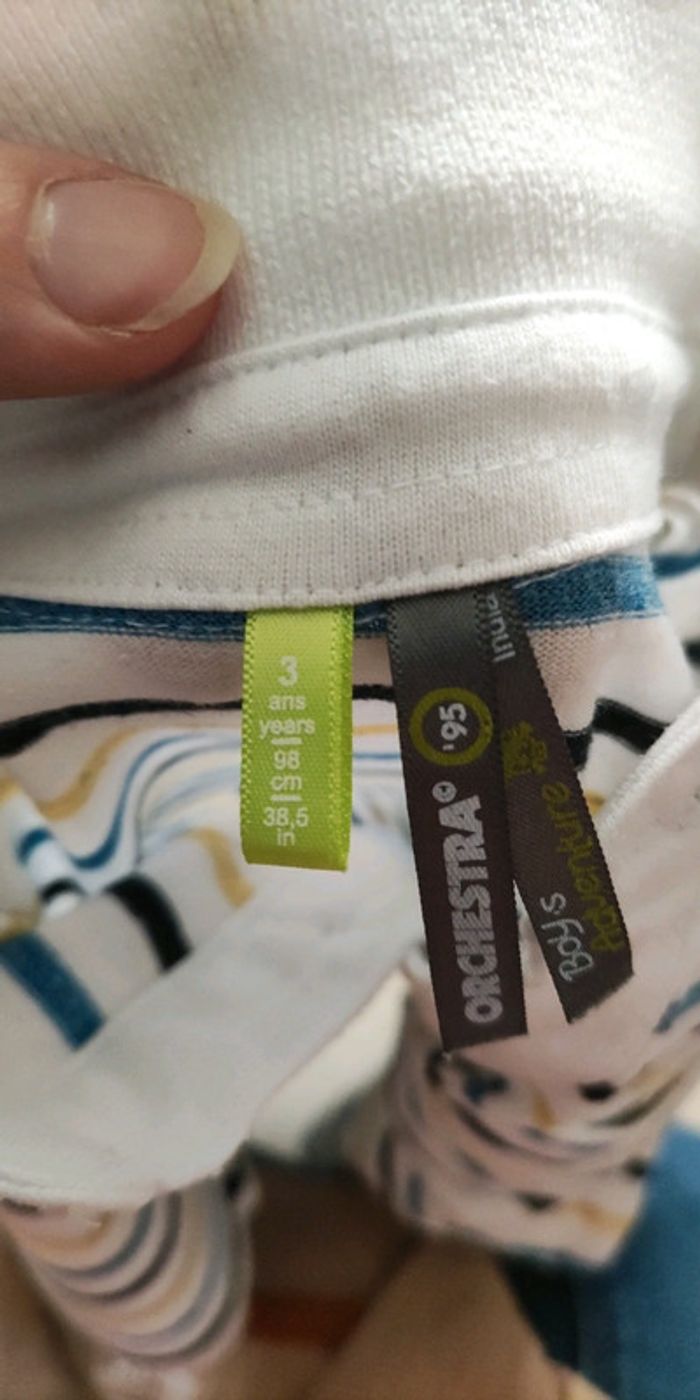 3
ans
years
98
cm
38,5
in
ORCHESTRA© '95
Boy's
Adventure